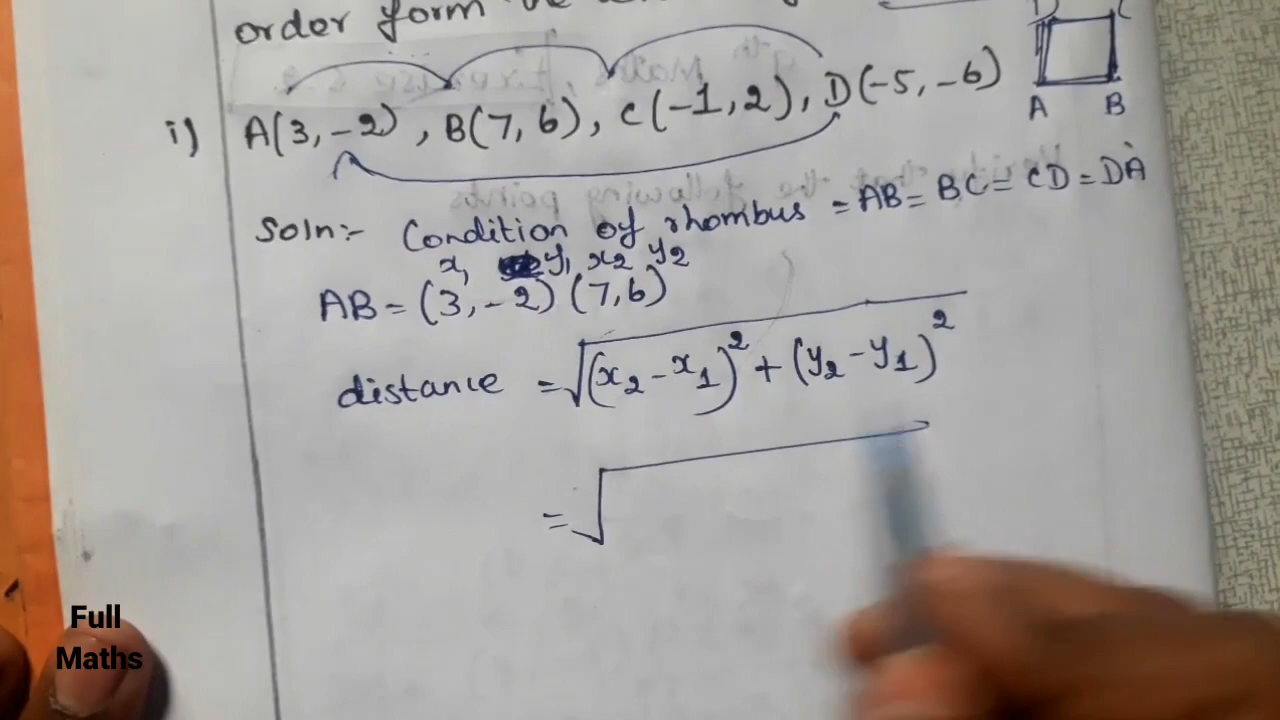 order form
D C
i) A(3,-2), B(7,6), C(-1,2), D(-5,-6)
A B
Soln:- Condition of rhombus = AB = BC = CD = DA
x₁ y₁ x₂ y₂
AB = (3,-2) (7,6)
distance = √(x₂-x₁)² + (y₂-y₁)²
= √
Full
Maths